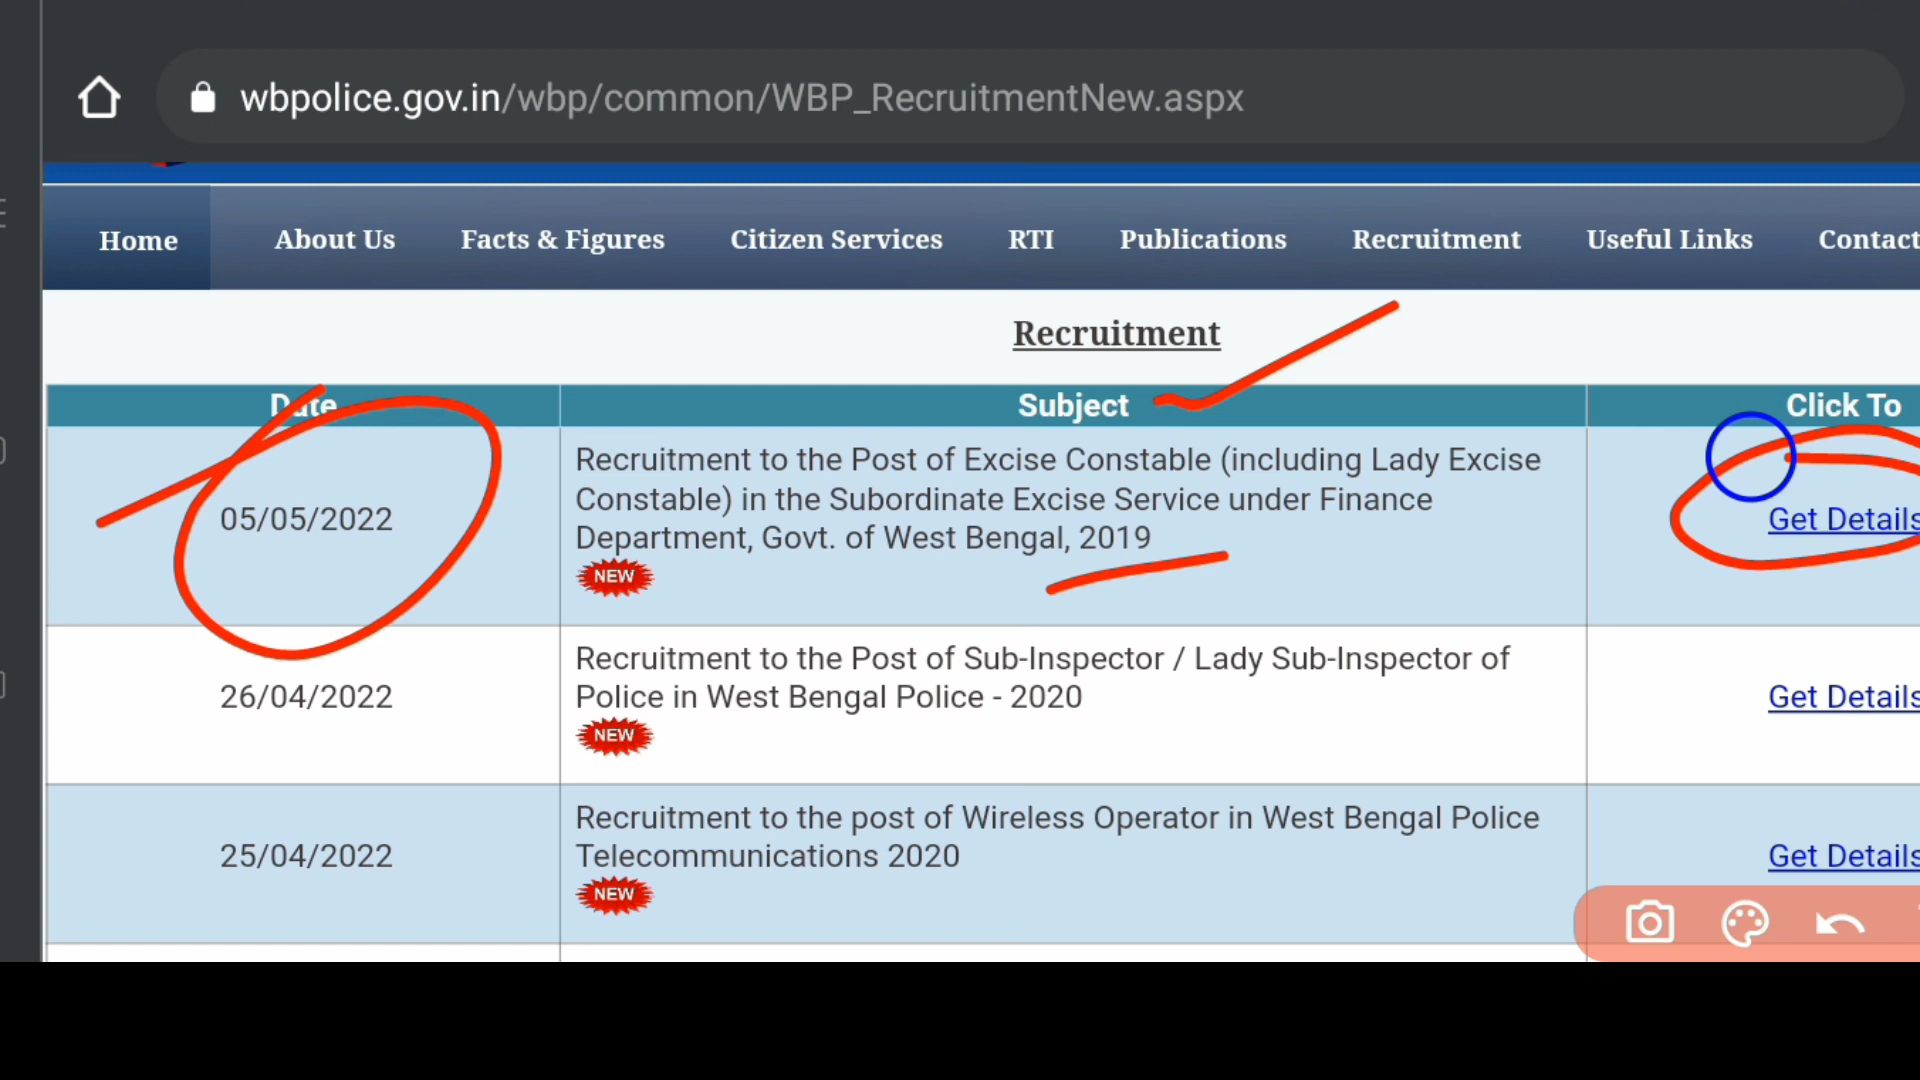 wbpolice.gov.in/wbp/common/WBP_RecruitmentNew.aspx
Home About Us Facts & Figures Citizen Services RTI Publications Recruitment Useful Links Contact
Recruitment
Date Subject Click To
05/05/2022
Recruitment to the Post of Excise Constable (including Lady Excise
Constable) in the Subordinate Excise Service under Finance
Department, Govt. of West Bengal, 2019
NEW
Get Details
26/04/2022
Recruitment to the Post of Sub-Inspector / Lady Sub-Inspector of
Police in West Bengal Police - 2020
NEW
Get Details
25/04/2022
Recruitment to the post of Wireless Operator in West Bengal Police
Telecommunications 2020
NEW
Get Details